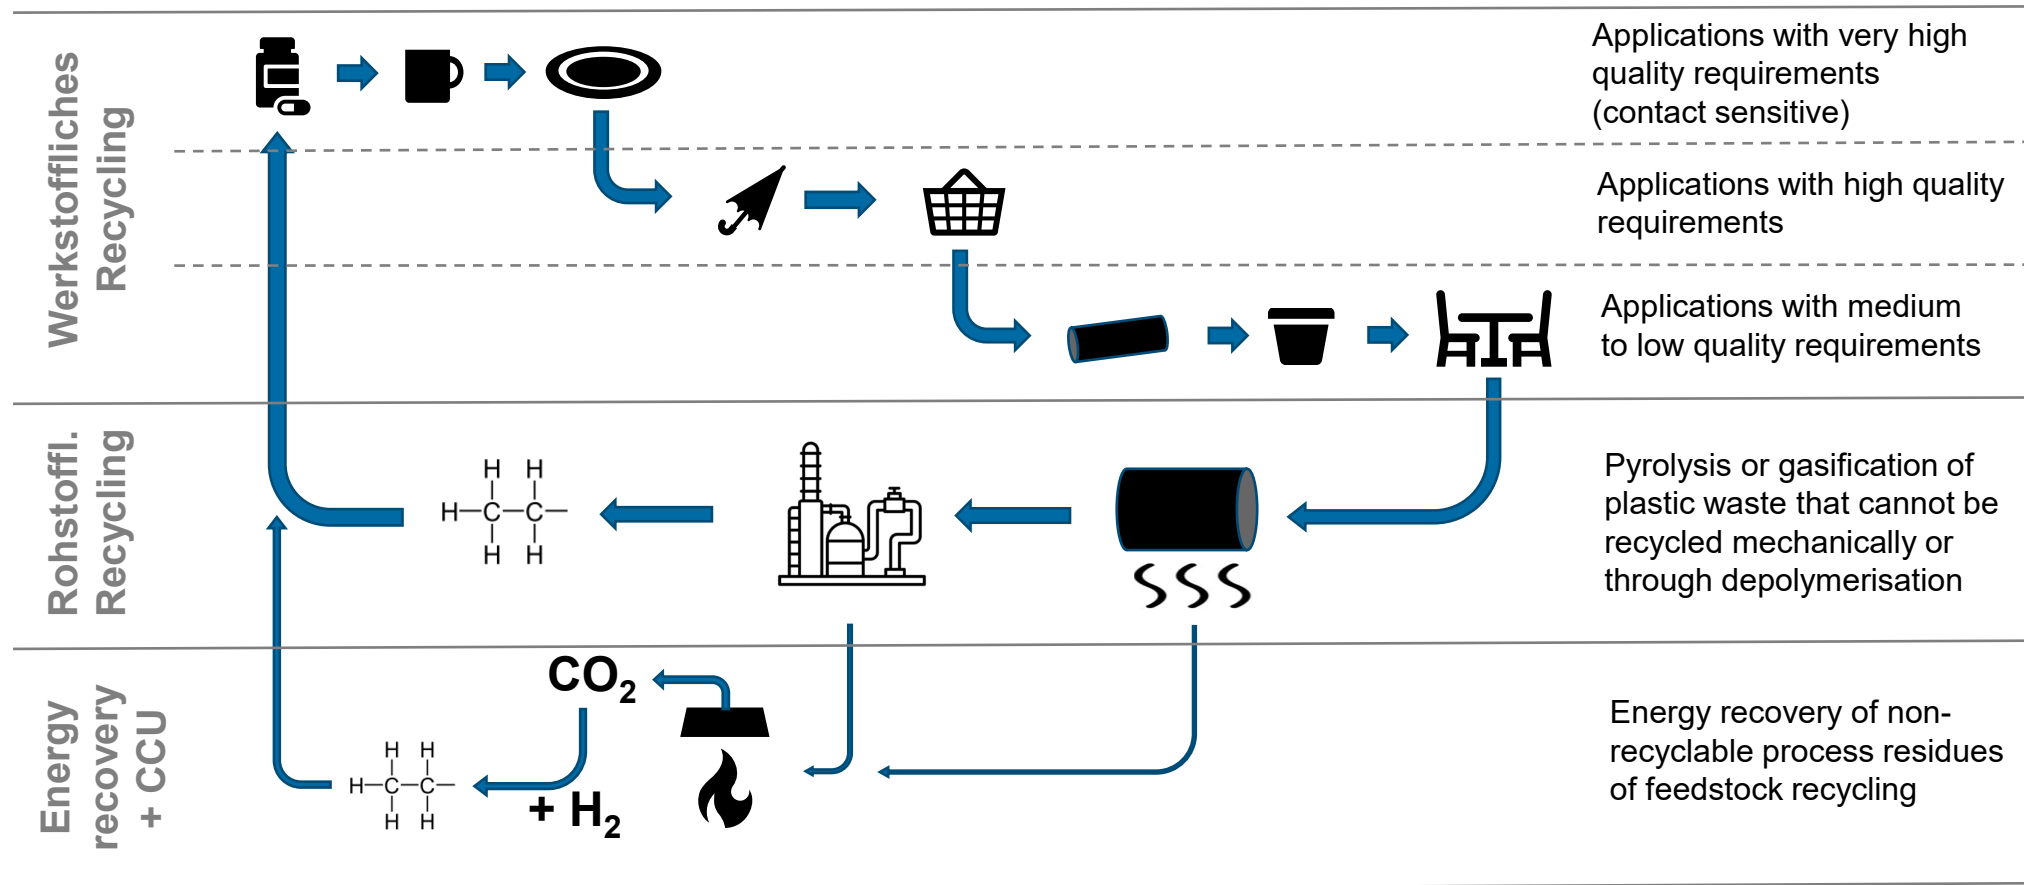 Werkstoffliches
Recycling
Applications with very high
quality requirements
(contact sensitive)
Applications with high quality
requirements
Applications with medium
to low quality requirements
Rohstoffl.
Recycling
H H
H-C-C-
H H
Pyrolysis or gasification of
plastic waste that cannot be
recycled mechanically or
through depolymerisation
Energy
recovery
+ CCU
CO₂
H H
H-C-C-
H H
+ H₂
Energy recovery of non-
recyclable process residues
of feedstock recycling